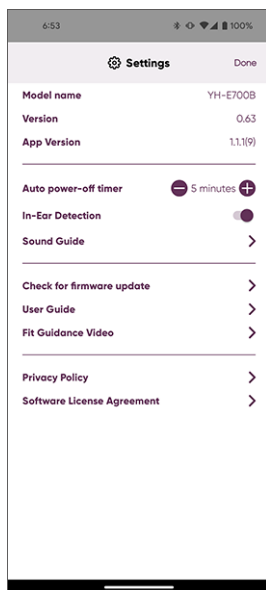 6:53 100%
Settings Done
Model name YH-E700B
Version 0.63
App Version 1.1.1(9)
Auto power-off timer 5 minutes
In-Ear Detection
Sound Guide
Check for firmware update
User Guide
Fit Guidance Video
Privacy Policy
Software License Agreement